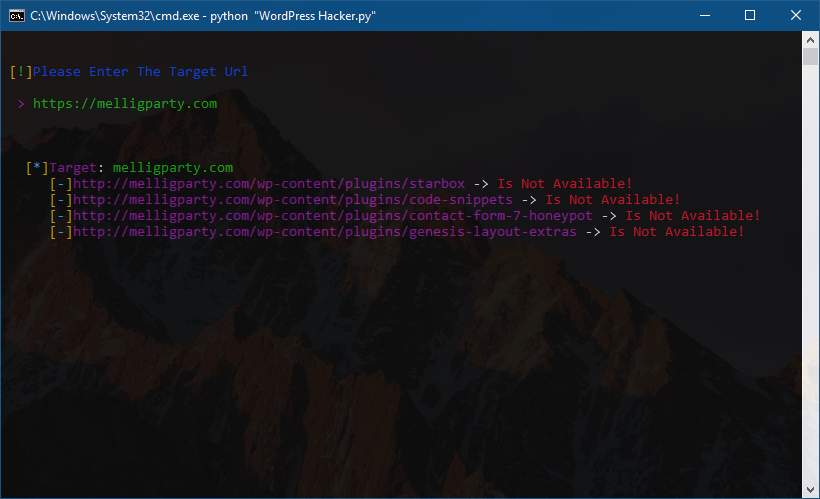 C:\Windows\System32\cmd.exe - python "WordPress Hacker.py"
[!]Please Enter The Target Url
> https://melligparty.com
[*]Target: melligparty.com
[-]http://melligparty.com/wp-content/plugins/starbox -> Is Not Available!
[-]http://melligparty.com/wp-content/plugins/code-snippets -> Is Not Available!
[-]http://melligparty.com/wp-content/plugins/contact-form-7-honeypot -> Is Not Available!
[-]http://melligparty.com/wp-content/plugins/genesis-layout-extras -> Is Not Available!